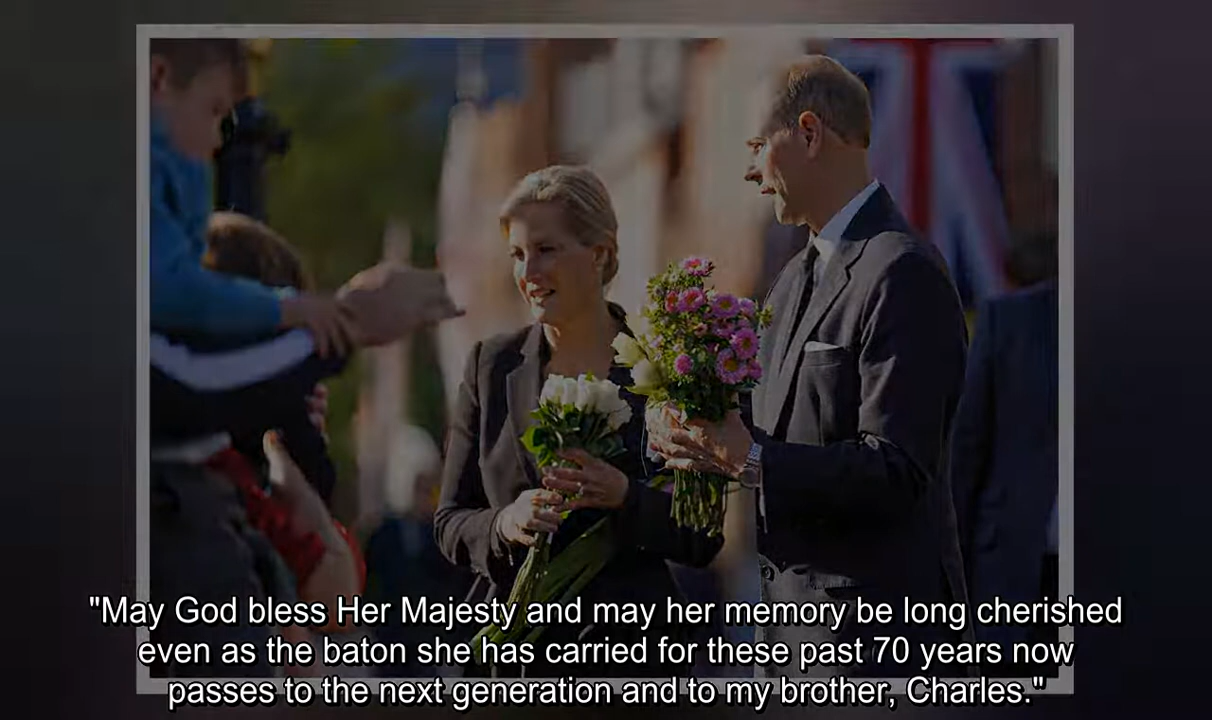 "May God bless Her Majesty and may her memory be long cherished
even as the baton she has carried for these past 70 years now
passes to the next generation and to my brother, Charles."